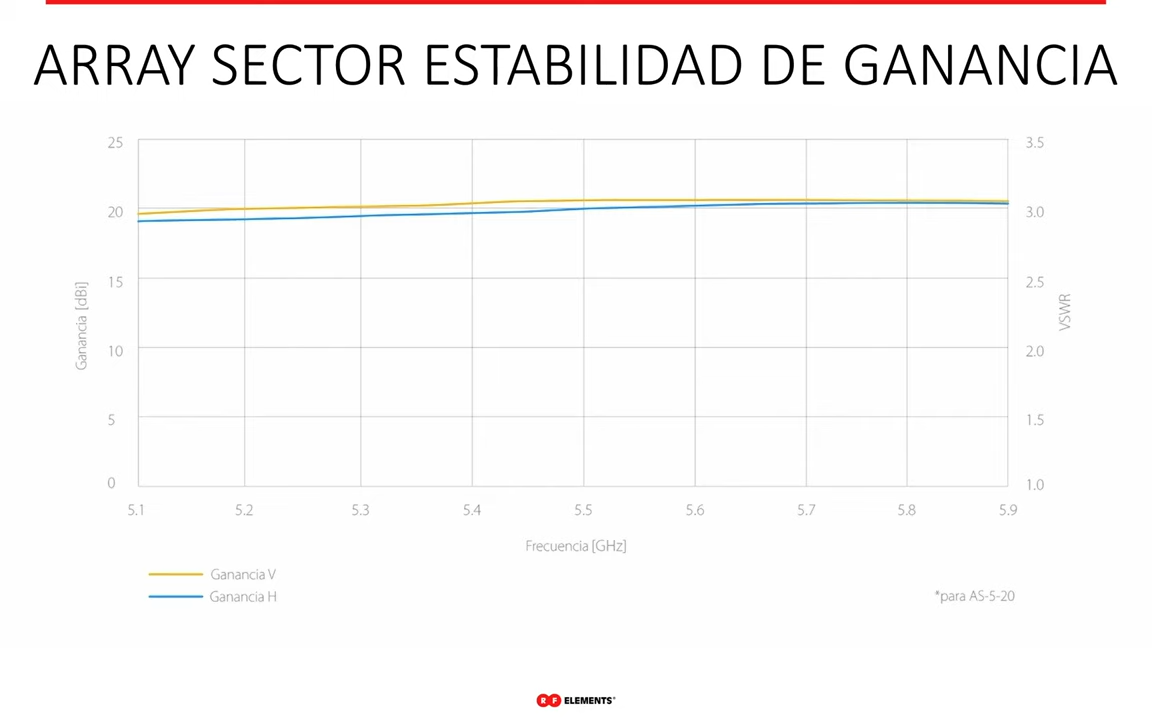 ARRAY SECTOR ESTABILIDAD DE GANANCIA
25
20
15
10
5
0
Ganancia [dBi]
3.5
3.0
2.5
2.0
1.5
1.0
VSWR
5.1 5.2 5.3 5.4 5.5 5.6 5.7 5.8 5.9
Frecuencia [GHz]
Ganancia V
Ganancia H
*para AS-5-20
RF ELEMENTS®